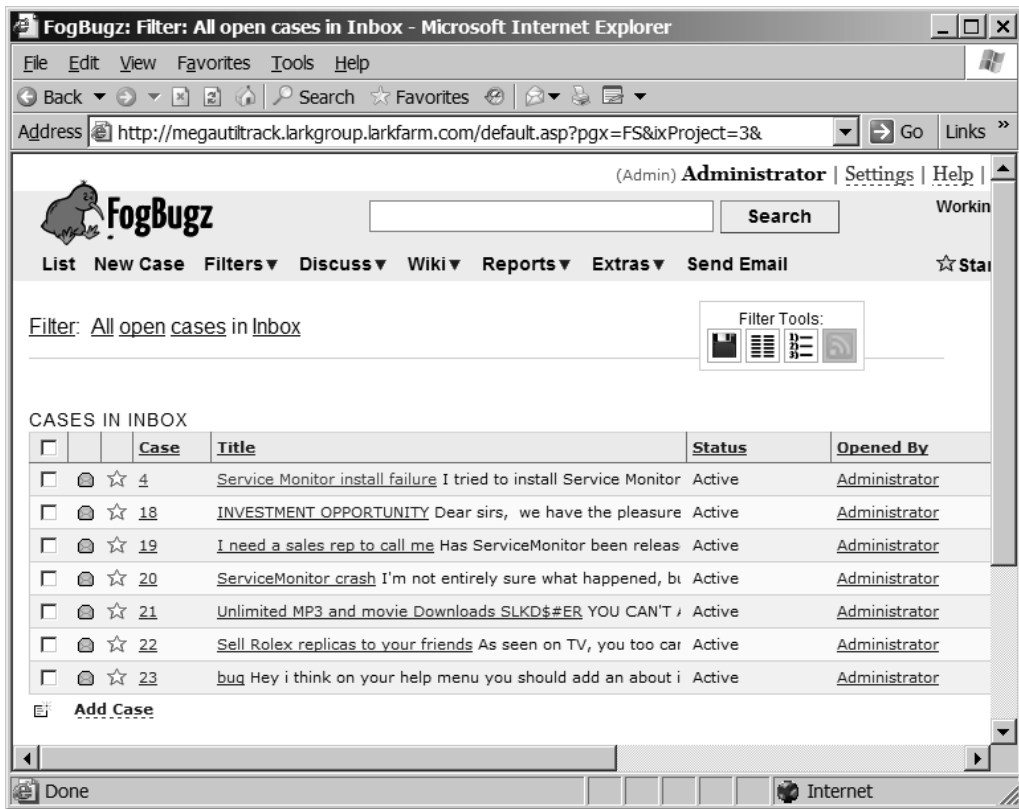 FogBugz: Filter: All open cases in Inbox - Microsoft Internet Explorer
File Edit View Favorites Tools Help
Back Search Favorites
Address http://megautiltrack.larkgroup.larkfarm.com/default.asp?pgx=FS&ixProject=3& Go Links »
(Admin) Administrator | Settings | Help |
FogBugz Search Workin
List New Case Filters▼ Discuss▼ Wiki▼ Reports▼ Extras▼ Send Email ☆Star
Filter: All open cases in Inbox
Filter Tools:
CASES IN INBOX
Case Title Status Opened By
4 Service Monitor install failure I tried to install Service Monitor Active Administrator
18 INVESTMENT OPPORTUNITY Dear sirs, we have the pleasure Active Administrator
19 I need a sales rep to call me Has ServiceMonitor been releas Active Administrator
20 ServiceMonitor crash I'm not entirely sure what happened, bu Active Administrator
21 Unlimited MP3 and movie Downloads SLKD$#ER YOU CAN'T Active Administrator
22 Sell Rolex replicas to your friends As seen on TV, you too can Active Administrator
23 bug Hey i think on your help menu you should add an about i Active Administrator
Add Case
Done Internet